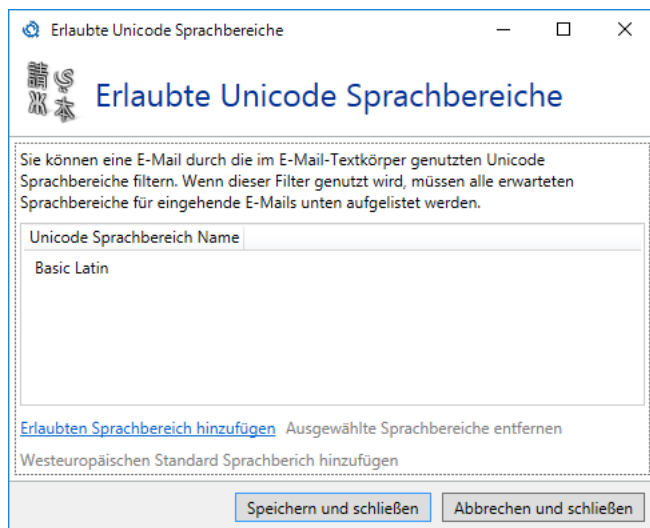 Erlaubte Unicode Sprachbereiche
Erlaubte Unicode Sprachbereiche
Sie können eine E-Mail durch die im E-Mail-Textkörper genutzten Unicode
Sprachbereiche filtern. Wenn dieser Filter genutzt wird, müssen alle erwarteten
Sprachbereiche für eingehende E-Mails unten aufgelistet werden.
Unicode Sprachbereich Name
Basic Latin
Erlaubten Sprachbereich hinzufügen Ausgewählte Sprachbereiche entfernen
Westeuropäischen Standard Sprachberich hinzufügen
Speichern und schließen Abbrechen und schließen